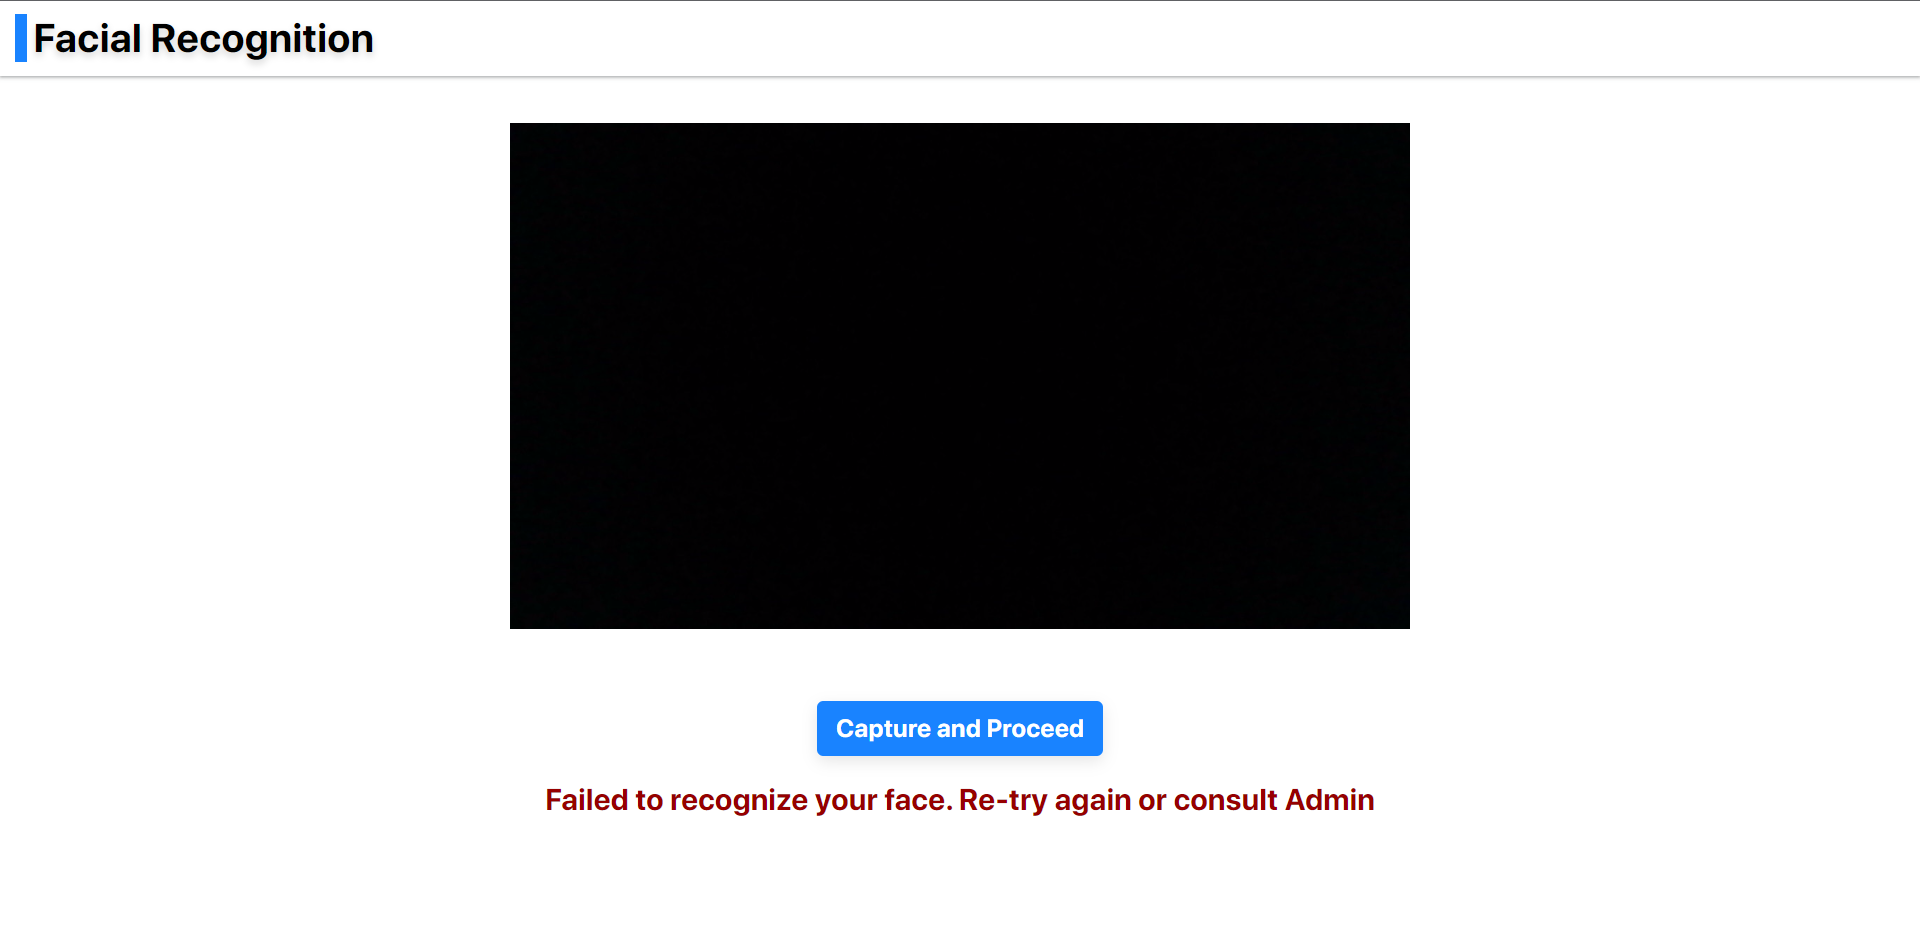 Facial Recognition
Capture and Proceed
Failed to recognize your face. Re-try again or consult Admin